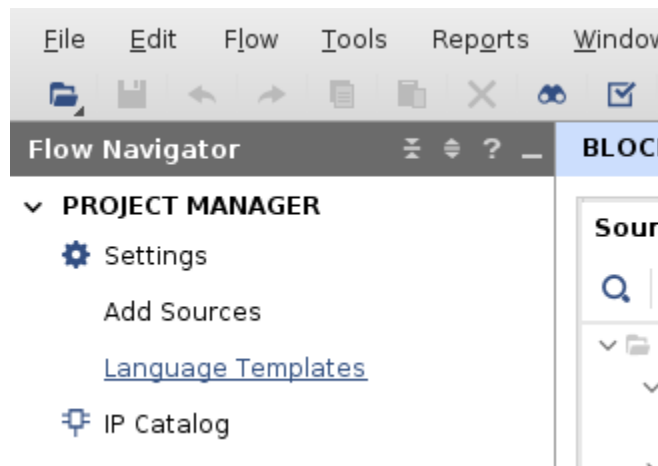 File Edit Flow Tools Reports
Flow Navigator ?
PROJECT MANAGER
Settings
Add Sources
Language Templates
IP Catalog